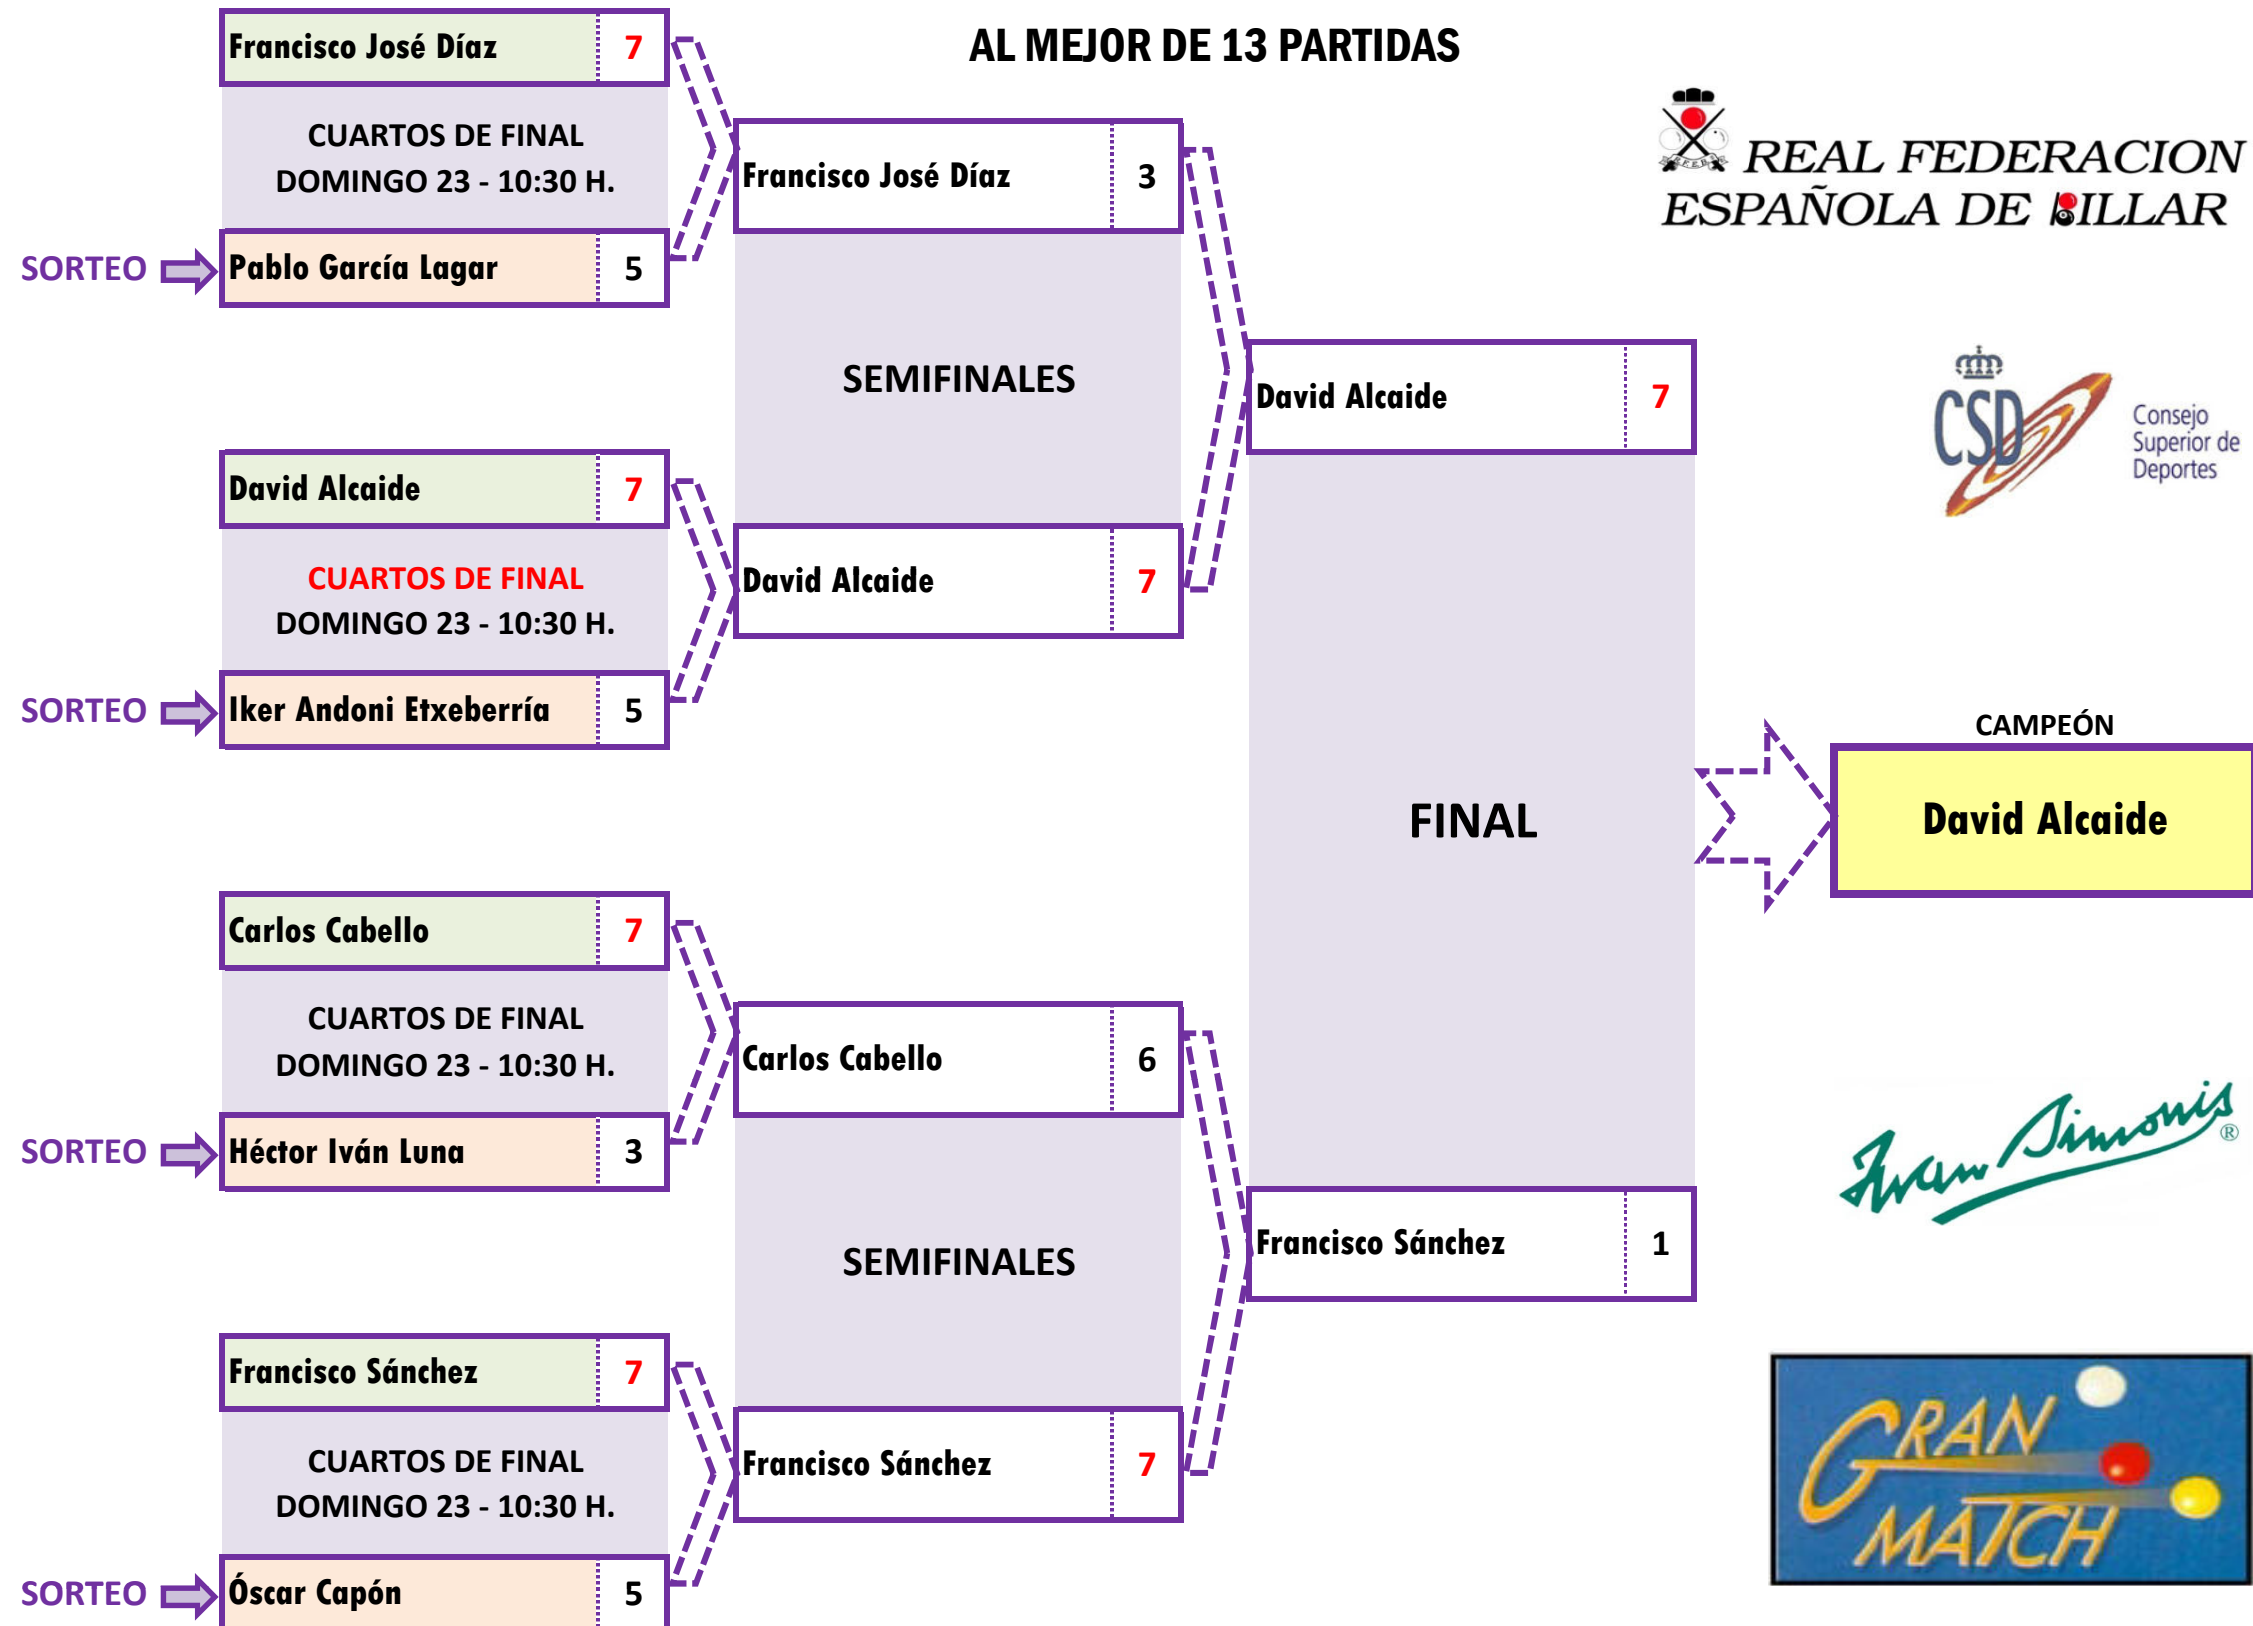 AL MEJOR DE 13 PARTIDAS
Francisco José Díaz 7
CUARTOS DE FINAL
DOMINGO 23 - 10:30 H.
SORTEO Pablo García Lagar 5
David Alcaide 7
CUARTOS DE FINAL
DOMINGO 23 - 10:30 H.
SORTEO Iker Andoni Etxeberría 5
Carlos Cabello 7
CUARTOS DE FINAL
DOMINGO 23 - 10:30 H.
SORTEO Héctor Iván Luna 3
Francisco Sánchez 7
CUARTOS DE FINAL
DOMINGO 23 - 10:30 H.
SORTEO Óscar Capón 5
Francisco José Díaz 3
SEMIFINALES
David Alcaide 7
Carlos Cabello 6
SEMIFINALES
Francisco Sánchez 7
David Alcaide 7
FINAL
Francisco Sánchez 1
CAMPEÓN
David Alcaide
REAL FEDERACION
ESPAÑOLA DE BILLAR
CSD
Consejo
Superior de
Deportes
Iwan Simonis ®
GRAN
MATCH